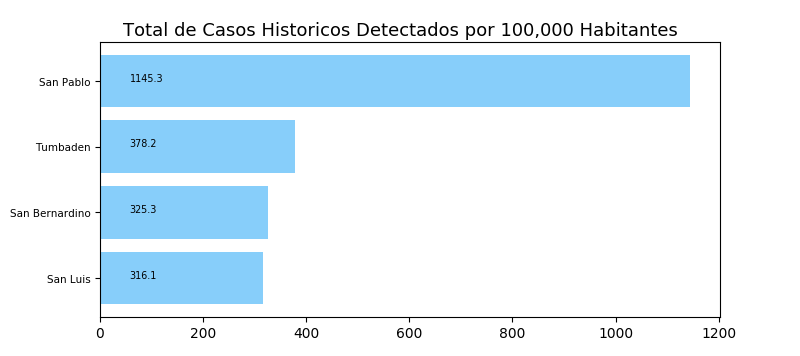 Total de Casos Historicos Detectados por 100,000 Habitantes
San Pablo 1145.3
Tumbaden 378.2
San Bernardino 325.3
San Luis 316.1
0 200 400 600 800 1000 1200